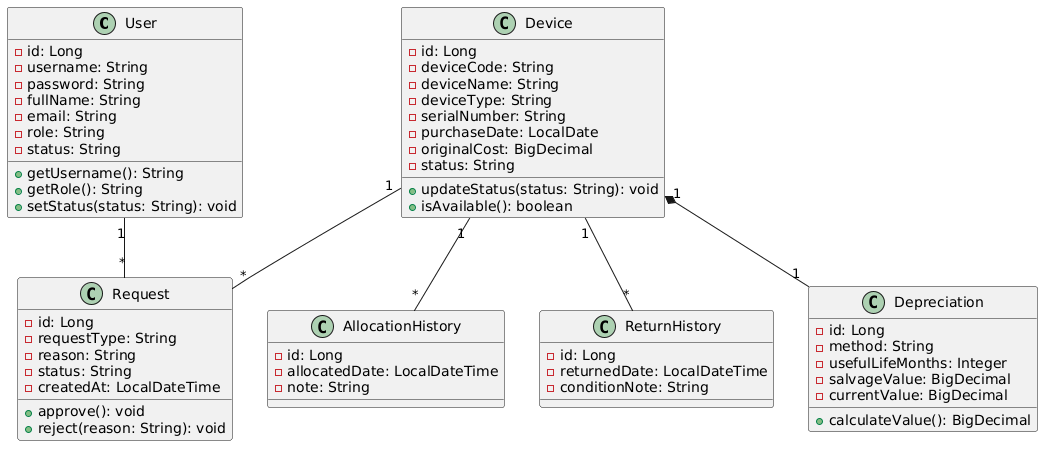 C User
id: Long
username: String
password: String
fullName: String
email: String
role: String
status: String
getUsername(): String
getRole(): String
setStatus(status: String): void
C Device
id: Long
deviceCode: String
deviceName: String
deviceType: String
serialNumber: String
purchaseDate: LocalDate
originalCost: BigDecimal
status: String
updateStatus(status: String): void
isAvailable(): boolean
1
*
1
*
1
*
1
*
1
1
C Request
id: Long
requestType: String
reason: String
status: String
createdAt: LocalDateTime
approve(): void
reject(reason: String): void
C AllocationHistory
id: Long
allocatedDate: LocalDateTime
note: String
C ReturnHistory
id: Long
returnedDate: LocalDateTime
conditionNote: String
C Depreciation
id: Long
method: String
usefulLifeMonths: Integer
salvageValue: BigDecimal
currentValue: BigDecimal
calculateValue(): BigDecimal